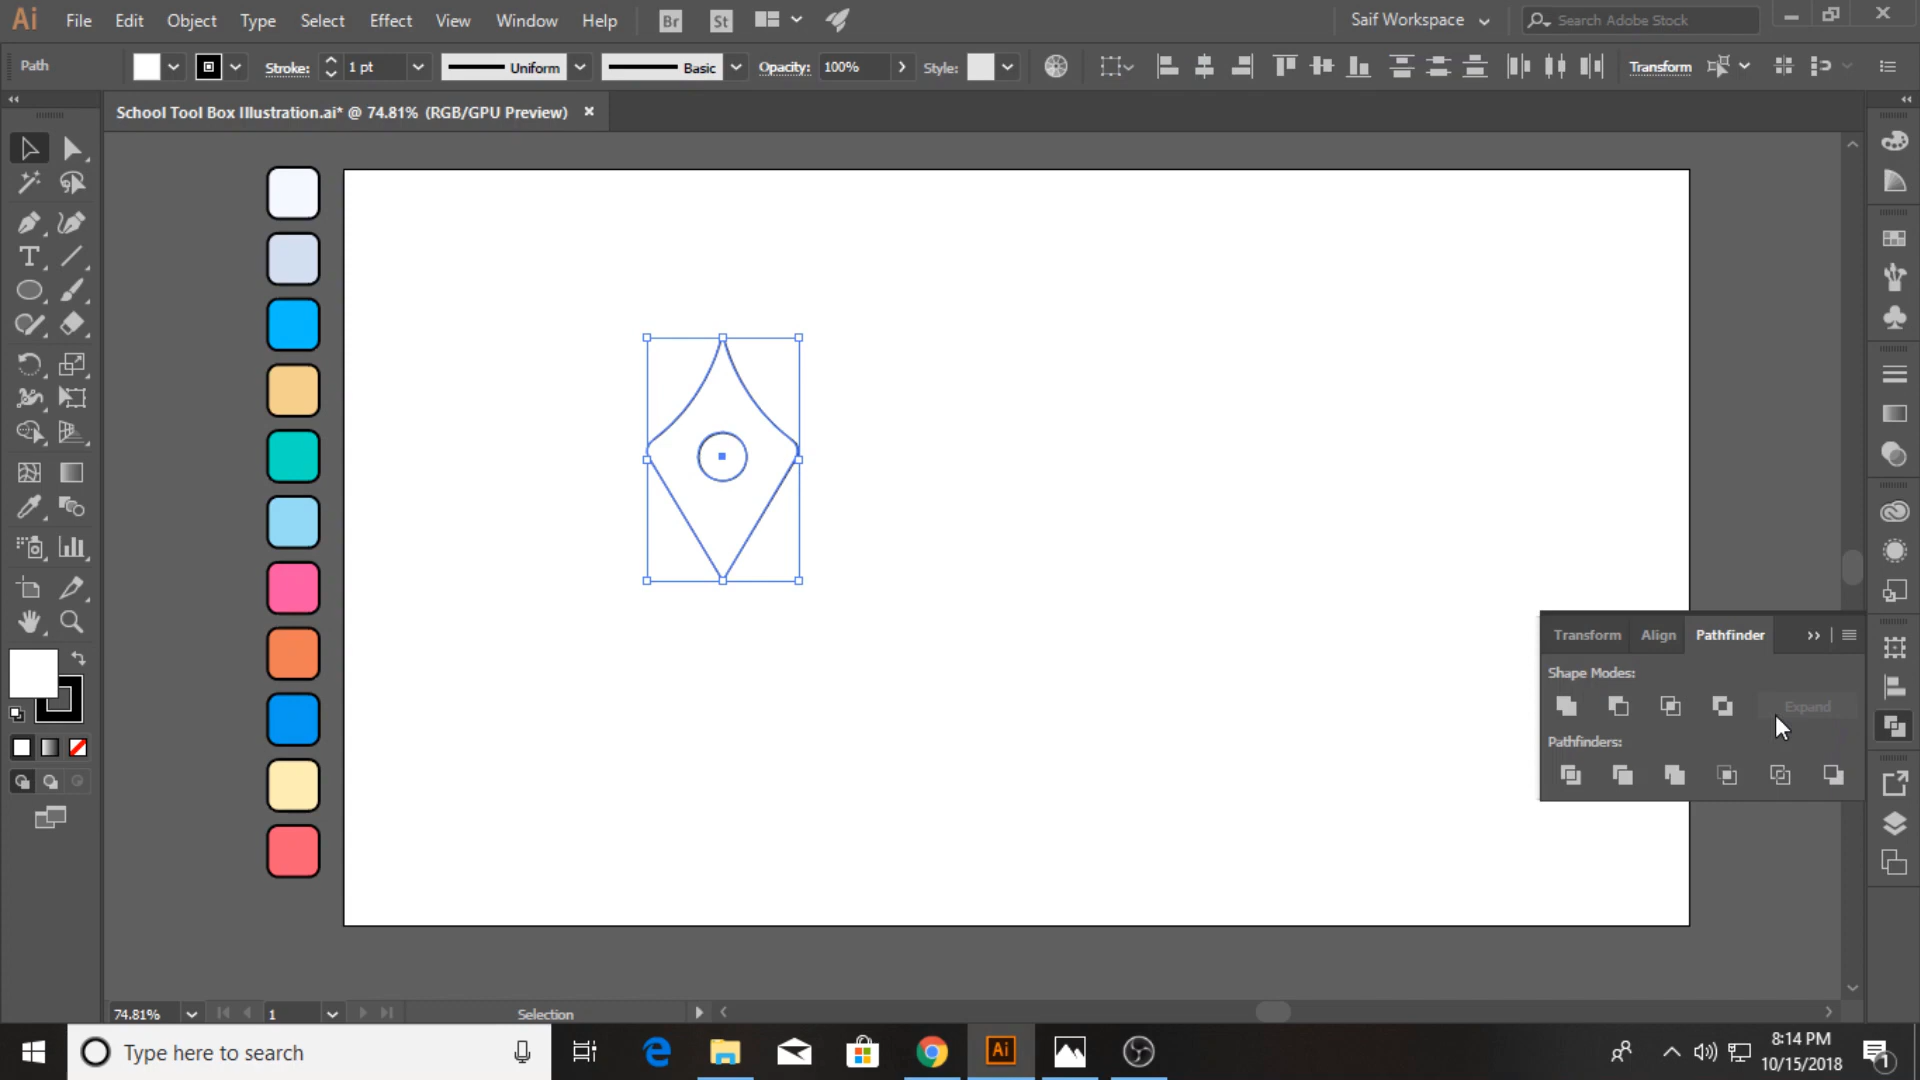 Ai File Edit Object Type Select Effect View Window Help Br St Saif Workspace Search Adobe Stock
Path Stroke: 1 pt Uniform Basic Opacity: 100% Style: Transform
School Tool Box Illustration.ai* @ 74.81% (RGB/GPU Preview)
Transform Align Pathfinder
Shape Modes:
Expand
Pathfinders:
74.81% 1 Selection
Type here to search Ai 8:14 PM
10/15/2018 1